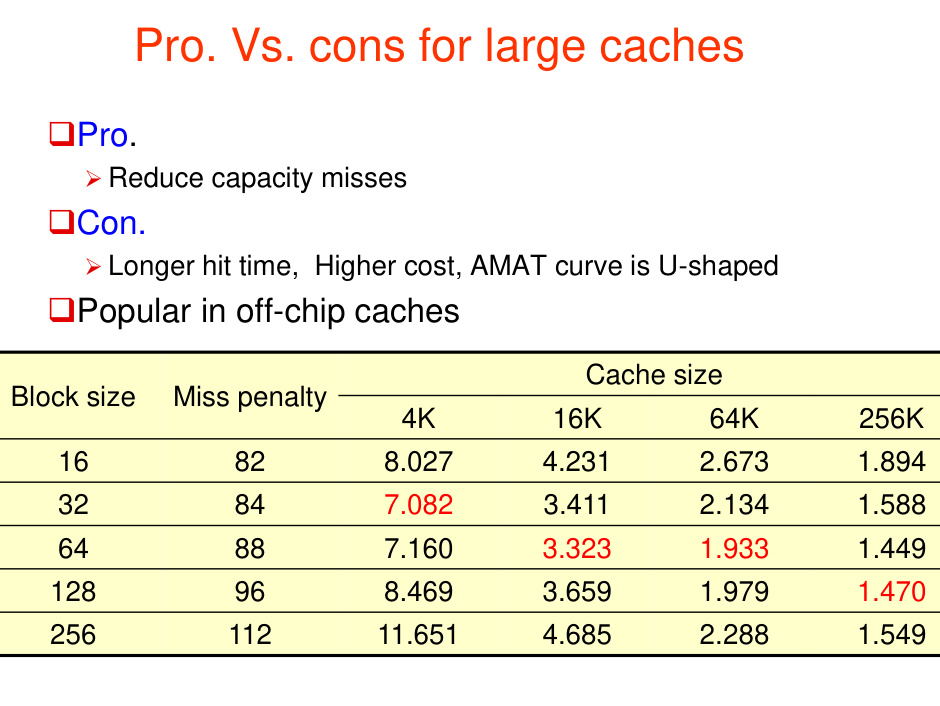 Pro. Vs. cons for large caches
Pro.
Reduce capacity misses
Con.
Longer hit time, Higher cost, AMAT curve is U-shaped
Popular in off-chip caches
Block size Miss penalty Cache size
4K 16K 64K 256K
16 82 8.027 4.231 2.673 1.894
32 84 7.082 3.411 2.134 1.588
64 88 7.160 3.323 1.933 1.449
128 96 8.469 3.659 1.979 1.470
256 112 11.651 4.685 2.288 1.549